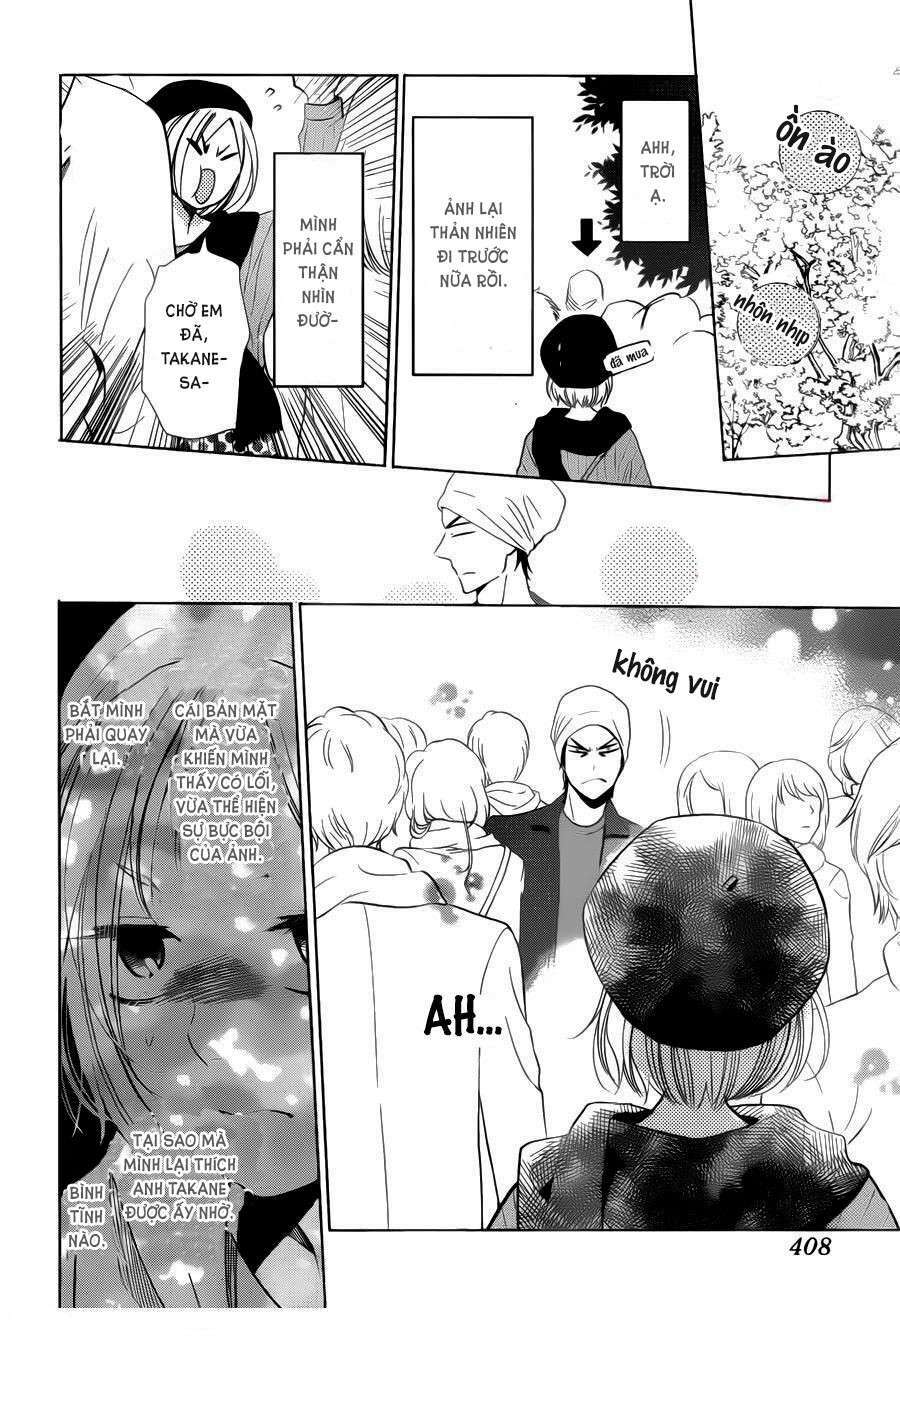 ồn ào
nhộn nhịp
AHH,
TRỜI
Ạ.
đã mua
ẢNH LẠI
THẢN NHIÊN
ĐI TRƯỚC
NỮA RỒI.
MÌNH
PHẢI CẨN
THẬN
NHÌN
ĐƯỜ-
CHỜ EM
ĐÃ,
TAKANE-
SA-
không vui
AH...
CÁI BẢN MẶT
MÀ VỪA
KHIẾN MÌNH
THẤY CÓ LỖI,
VỪA THỂ HIỆN
SỰ BỰC BỘI
CỦA ẢNH.
BẮT MÌNH
PHẢI QUAY
LẠI.
TẠI SAO MÀ
MÌNH LẠI THÍCH
ANH TAKANE
ĐƯỢC ẤY NHỜ.
BÌNH
TĨNH
NÀO.
408